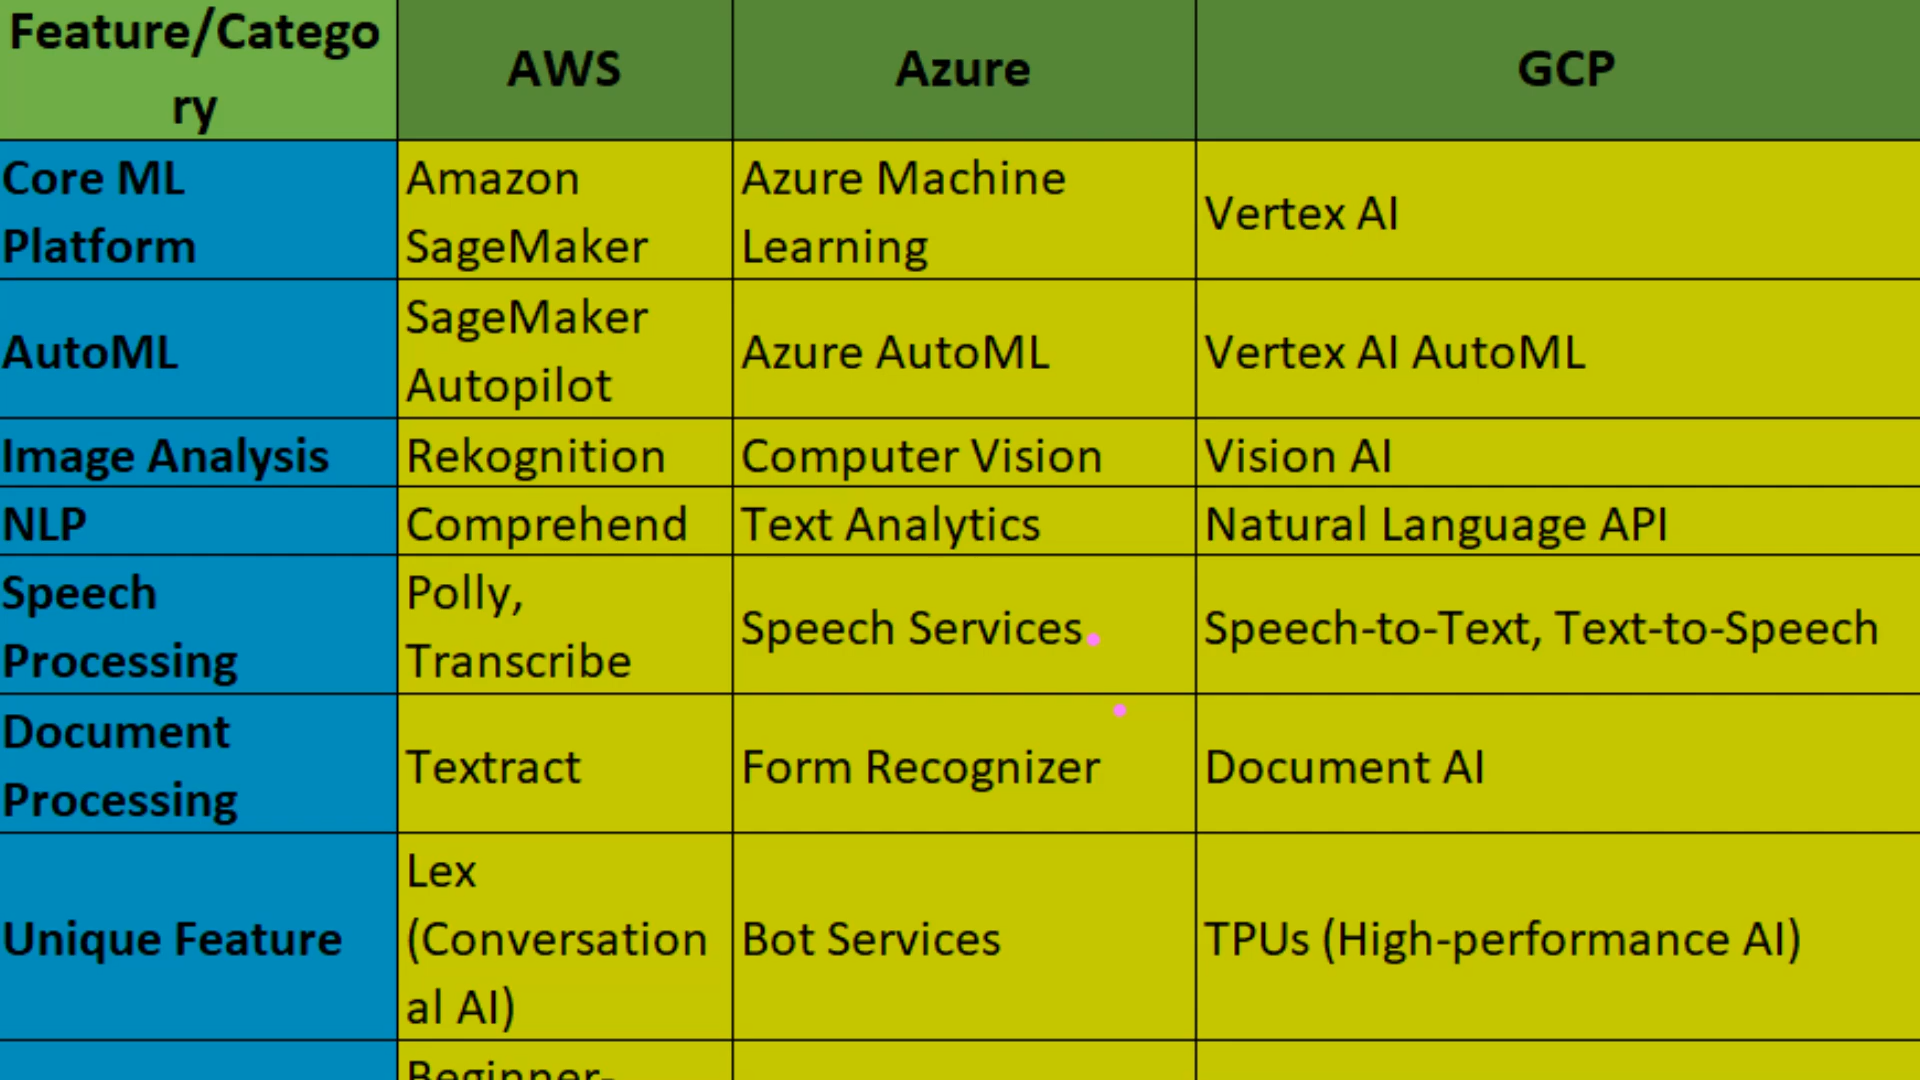 Feature/Catego
ry
AWS
Azure
GCP
Core ML
Platform
Amazon
SageMaker
Azure Machine
Learning
Vertex AI
AutoML
SageMaker
Autopilot
Azure AutoML
Vertex AI AutoML
Image Analysis
Rekognition
Computer Vision
Vision AI
NLP
Comprehend
Text Analytics
Natural Language API
Speech
Processing
Polly,
Transcribe
Speech Services
Speech-to-Text, Text-to-Speech
Document
Processing
Textract
Form Recognizer
Document AI
Unique Feature
Lex
(Conversation
al AI)
Bot Services
TPUs (High-performance AI)
Beginner-